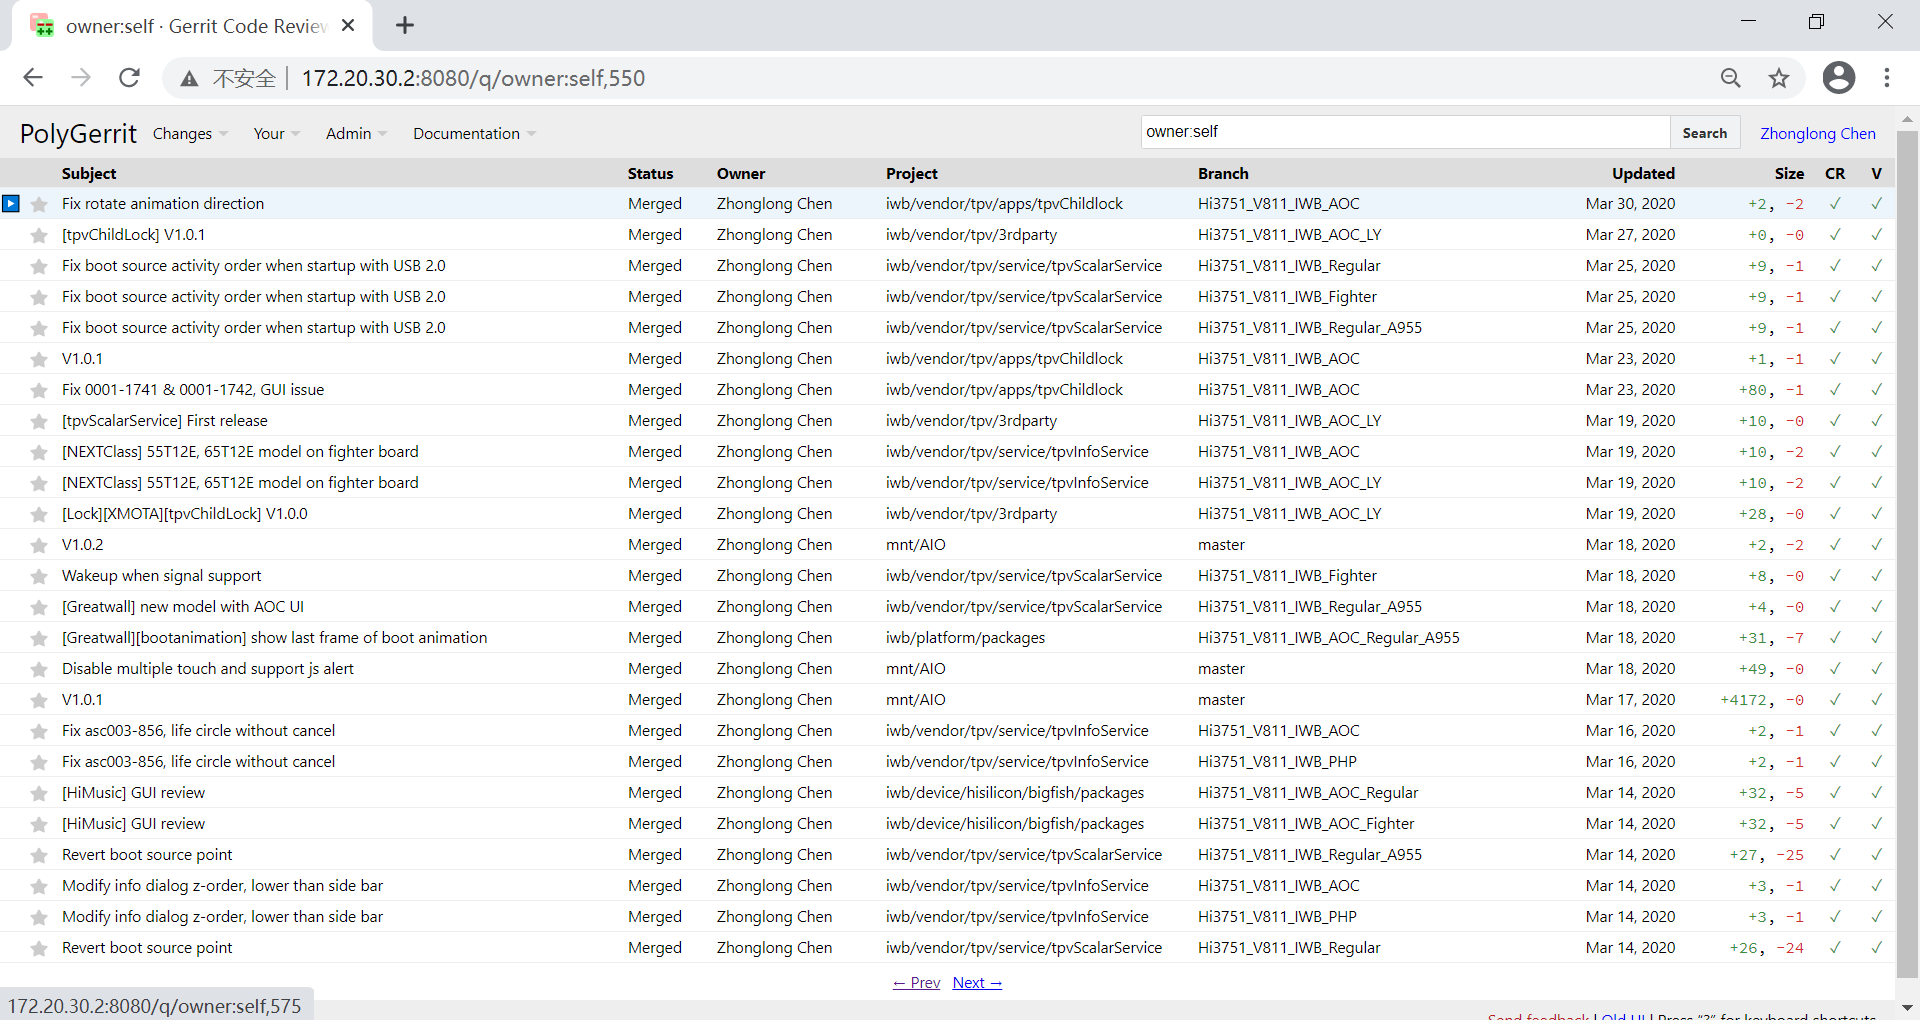 owner:self · Gerrit Code Review
不安全 172.20.30.2:8080/q/owner:self,550
PolyGerrit Changes Your Admin Documentation owner:self Search Zhonglong Chen
Subject Status Owner Project Branch Updated Size CR V
Fix rotate animation direction Merged Zhonglong Chen iwb/vendor/tpv/apps/tpvChildlock Hi3751_V811_IWB_AOC Mar 30, 2020 +2, -2 ✓ ✓
[tpvChildLock] V1.0.1 Merged Zhonglong Chen iwb/vendor/tpv/3rdparty Hi3751_V811_IWB_AOC_LY Mar 27, 2020 +0, -0 ✓ ✓
Fix boot source activity order when startup with USB 2.0 Merged Zhonglong Chen iwb/vendor/tpv/service/tpvScalarService Hi3751_V811_IWB_Regular Mar 25, 2020 +9, -1 ✓ ✓
Fix boot source activity order when startup with USB 2.0 Merged Zhonglong Chen iwb/vendor/tpv/service/tpvScalarService Hi3751_V811_IWB_Fighter Mar 25, 2020 +9, -1 ✓ ✓
Fix boot source activity order when startup with USB 2.0 Merged Zhonglong Chen iwb/vendor/tpv/service/tpvScalarService Hi3751_V811_IWB_Regular_A955 Mar 25, 2020 +9, -1 ✓ ✓
V1.0.1 Merged Zhonglong Chen iwb/vendor/tpv/apps/tpvChildlock Hi3751_V811_IWB_AOC Mar 23, 2020 +1, -1 ✓ ✓
Fix 0001-1741 & 0001-1742, GUI issue Merged Zhonglong Chen iwb/vendor/tpv/apps/tpvChildlock Hi3751_V811_IWB_AOC Mar 23, 2020 +80, -1 ✓ ✓
[tpvScalarService] First release Merged Zhonglong Chen iwb/vendor/tpv/3rdparty Hi3751_V811_IWB_AOC_LY Mar 19, 2020 +10, -0 ✓ ✓
[NEXTClass] 55T12E, 65T12E model on fighter board Merged Zhonglong Chen iwb/vendor/tpv/service/tpvInfoService Hi3751_V811_IWB_AOC Mar 19, 2020 +10, -2 ✓ ✓
[NEXTClass] 55T12E, 65T12E model on fighter board Merged Zhonglong Chen iwb/vendor/tpv/service/tpvInfoService Hi3751_V811_IWB_AOC_LY Mar 19, 2020 +10, -2 ✓ ✓
[Lock][XMOTA][tpvChildLock] V1.0.0 Merged Zhonglong Chen iwb/vendor/tpv/3rdparty Hi3751_V811_IWB_AOC_LY Mar 19, 2020 +28, -0 ✓ ✓
V1.0.2 Merged Zhonglong Chen mnt/AIO master Mar 18, 2020 +2, -2 ✓ ✓
Wakeup when signal support Merged Zhonglong Chen iwb/vendor/tpv/service/tpvScalarService Hi3751_V811_IWB_Fighter Mar 18, 2020 +8, -0 ✓ ✓
[Greatwall] new model with AOC UI Merged Zhonglong Chen iwb/vendor/tpv/service/tpvScalarService Hi3751_V811_IWB_Regular_A955 Mar 18, 2020 +4, -0 ✓ ✓
[Greatwall][bootanimation] show last frame of boot animation Merged Zhonglong Chen iwb/platform/packages Hi3751_V811_IWB_AOC_Regular_A955 Mar 18, 2020 +31, -7 ✓ ✓
Disable multiple touch and support js alert Merged Zhonglong Chen mnt/AIO master Mar 18, 2020 +49, -0 ✓ ✓
V1.0.1 Merged Zhonglong Chen mnt/AIO master Mar 17, 2020 +4172, -0 ✓ ✓
Fix asc003-856, life circle without cancel Merged Zhonglong Chen iwb/vendor/tpv/service/tpvInfoService Hi3751_V811_IWB_AOC Mar 16, 2020 +2, -1 ✓ ✓
Fix asc003-856, life circle without cancel Merged Zhonglong Chen iwb/vendor/tpv/service/tpvInfoService Hi3751_V811_IWB_PHP Mar 16, 2020 +2, -1 ✓ ✓
[HiMusic] GUI review Merged Zhonglong Chen iwb/device/hisilicon/bigfish/packages Hi3751_V811_IWB_AOC_Regular Mar 14, 2020 +32, -5 ✓ ✓
[HiMusic] GUI review Merged Zhonglong Chen iwb/device/hisilicon/bigfish/packages Hi3751_V811_IWB_AOC_Fighter Mar 14, 2020 +32, -5 ✓ ✓
Revert boot source point Merged Zhonglong Chen iwb/vendor/tpv/service/tpvScalarService Hi3751_V811_IWB_Regular_A955 Mar 14, 2020 +27, -25 ✓ ✓
Modify info dialog z-order, lower than side bar Merged Zhonglong Chen iwb/vendor/tpv/service/tpvInfoService Hi3751_V811_IWB_AOC Mar 14, 2020 +3, -1 ✓ ✓
Modify info dialog z-order, lower than side bar Merged Zhonglong Chen iwb/vendor/tpv/service/tpvInfoService Hi3751_V811_IWB_PHP Mar 14, 2020 +3, -1 ✓ ✓
Revert boot source point Merged Zhonglong Chen iwb/vendor/tpv/service/tpvScalarService Hi3751_V811_IWB_Regular Mar 14, 2020 +26, -24 ✓ ✓
← Prev Next →
172.20.30.2:8080/q/owner:self,575
Send feedback | Old UI | Press “?” for keyboard shortcuts